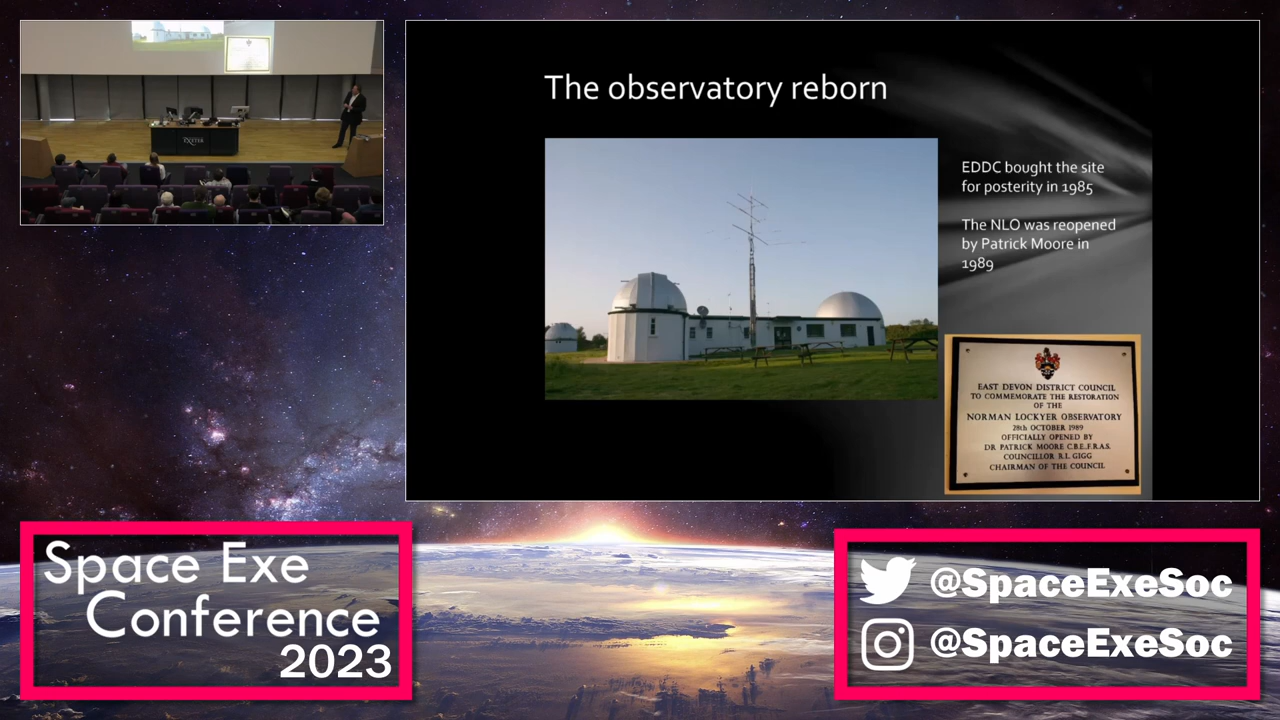 EXETER
The observatory reborn
EDDC bought the site
for posterity in 1985
The NLO was reopened
by Patrick Moore in
1989
EAST DEVON DISTRICT COUNCIL
TO COMMEMORATE THE RESTORATION
OF THE
NORMAN LOCKYER OBSERVATORY
28th OCTOBER 1989
OFFICIALLY OPENED BY
DR PATRICK MOORE C.B.E.,F.R.A.S.
COUNCILLOR R.L. GIGG
CHAIRMAN OF THE COUNCIL
Space Exe
Conference
2023
@SpaceExeSoc
@SpaceExeSoc